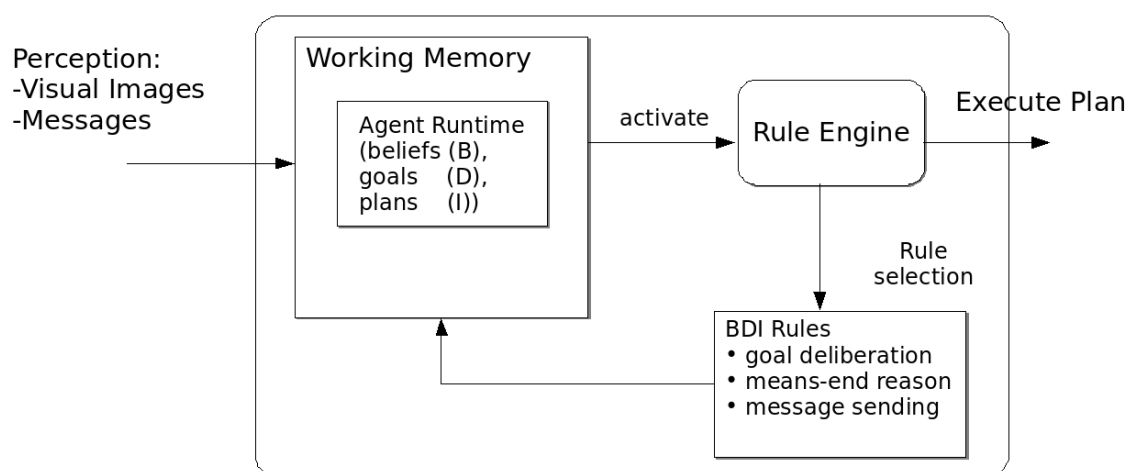 Perception:
-Visual Images
-Messages
Working Memory
Agent Runtime
(beliefs (B),
goals (D),
plans (I))
activate
Rule Engine
Execute Plan
Rule
selection
BDI Rules
• goal deliberation
• means-end reason
• message sending